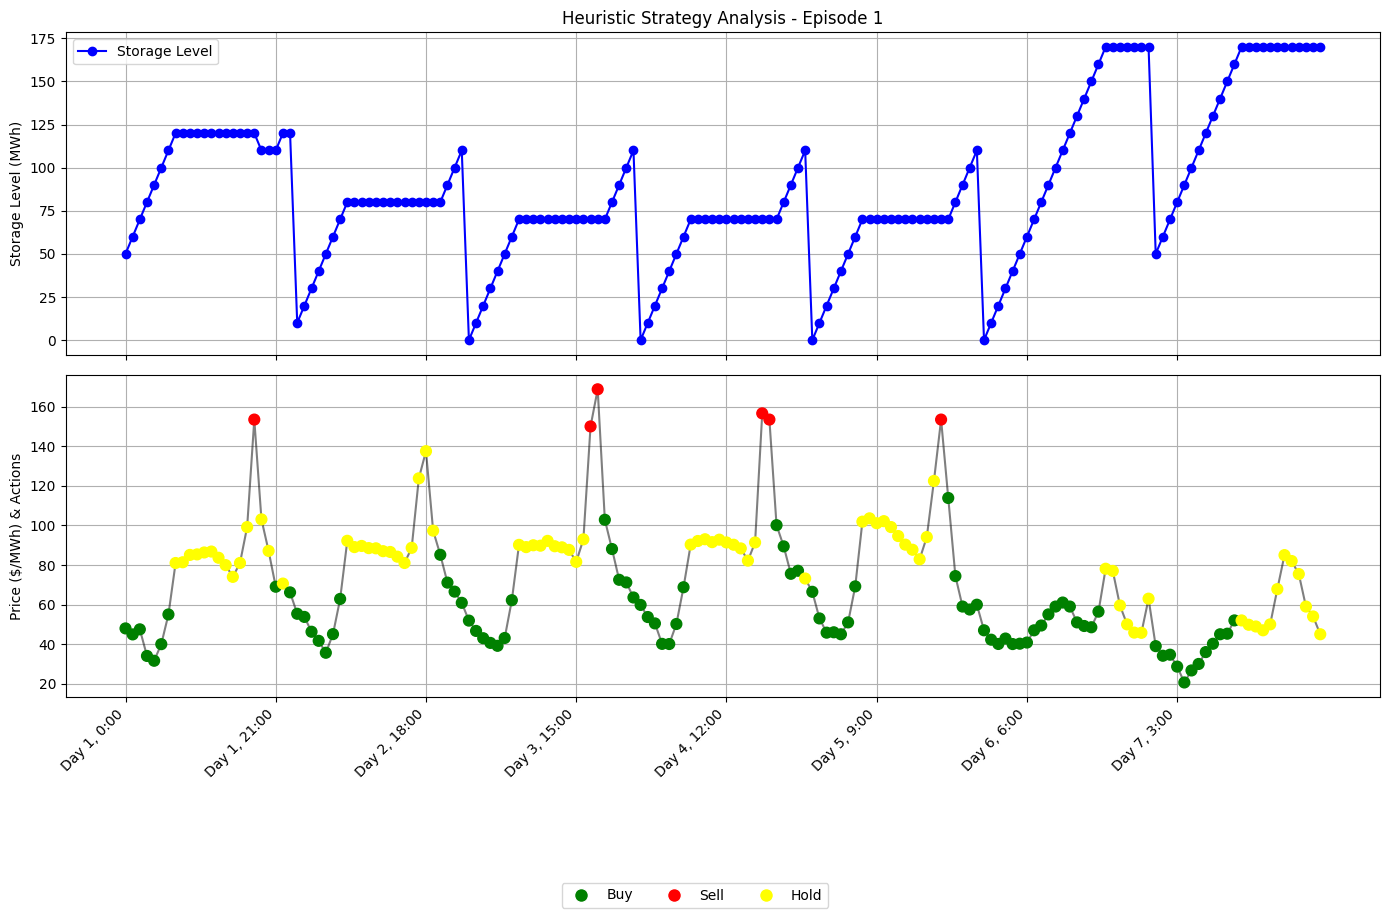 Heuristic Strategy Analysis - Episode 1
Storage Level (MWh)
175
150
125
100
75
50
25
0
Storage Level
Price ($/MWh) & Actions
160
140
120
100
80
60
40
20
Day 1, 0:00
Day 1, 21:00
Day 2, 18:00
Day 3, 15:00
Day 4, 12:00
Day 5, 9:00
Day 6, 6:00
Day 7, 3:00
Buy
Sell
Hold